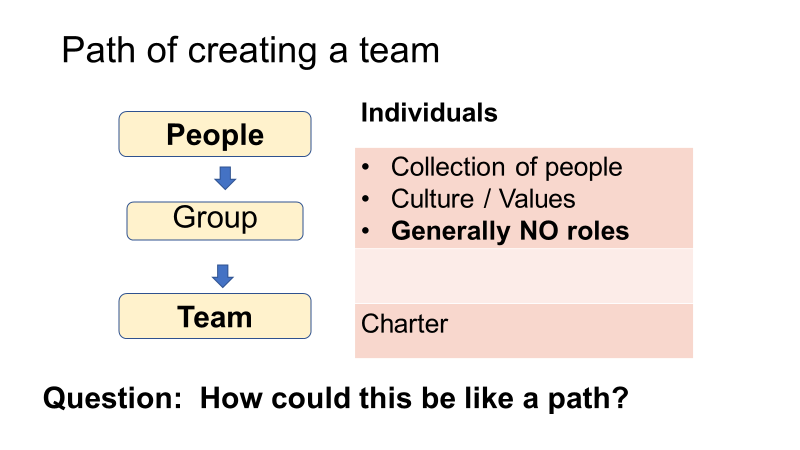 Path of creating a team
People
Individuals
Group
• Collection of people
• Culture / Values
• Generally NO roles
Team
Charter
Question:  How could this be like a path?